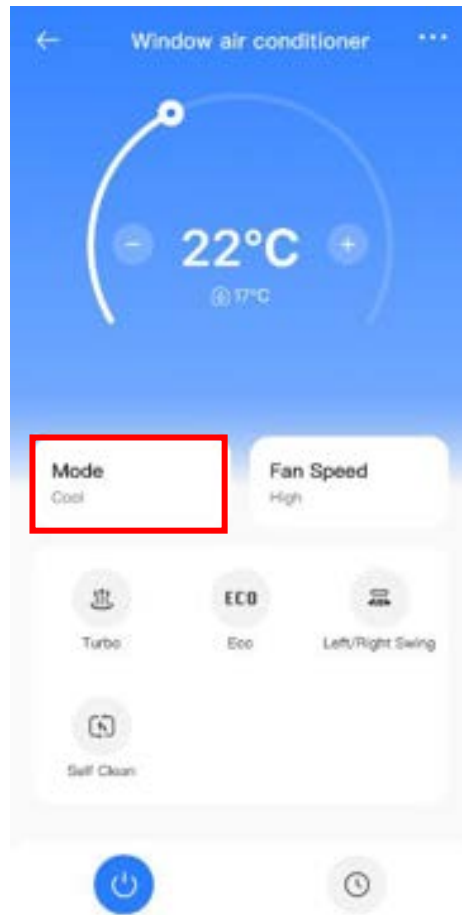 Window air conditioner
22°C
17°C
Mode
Cool
Fan Speed
High
ECO
Turbo
Eco
Left/Right Swing
Self Clean